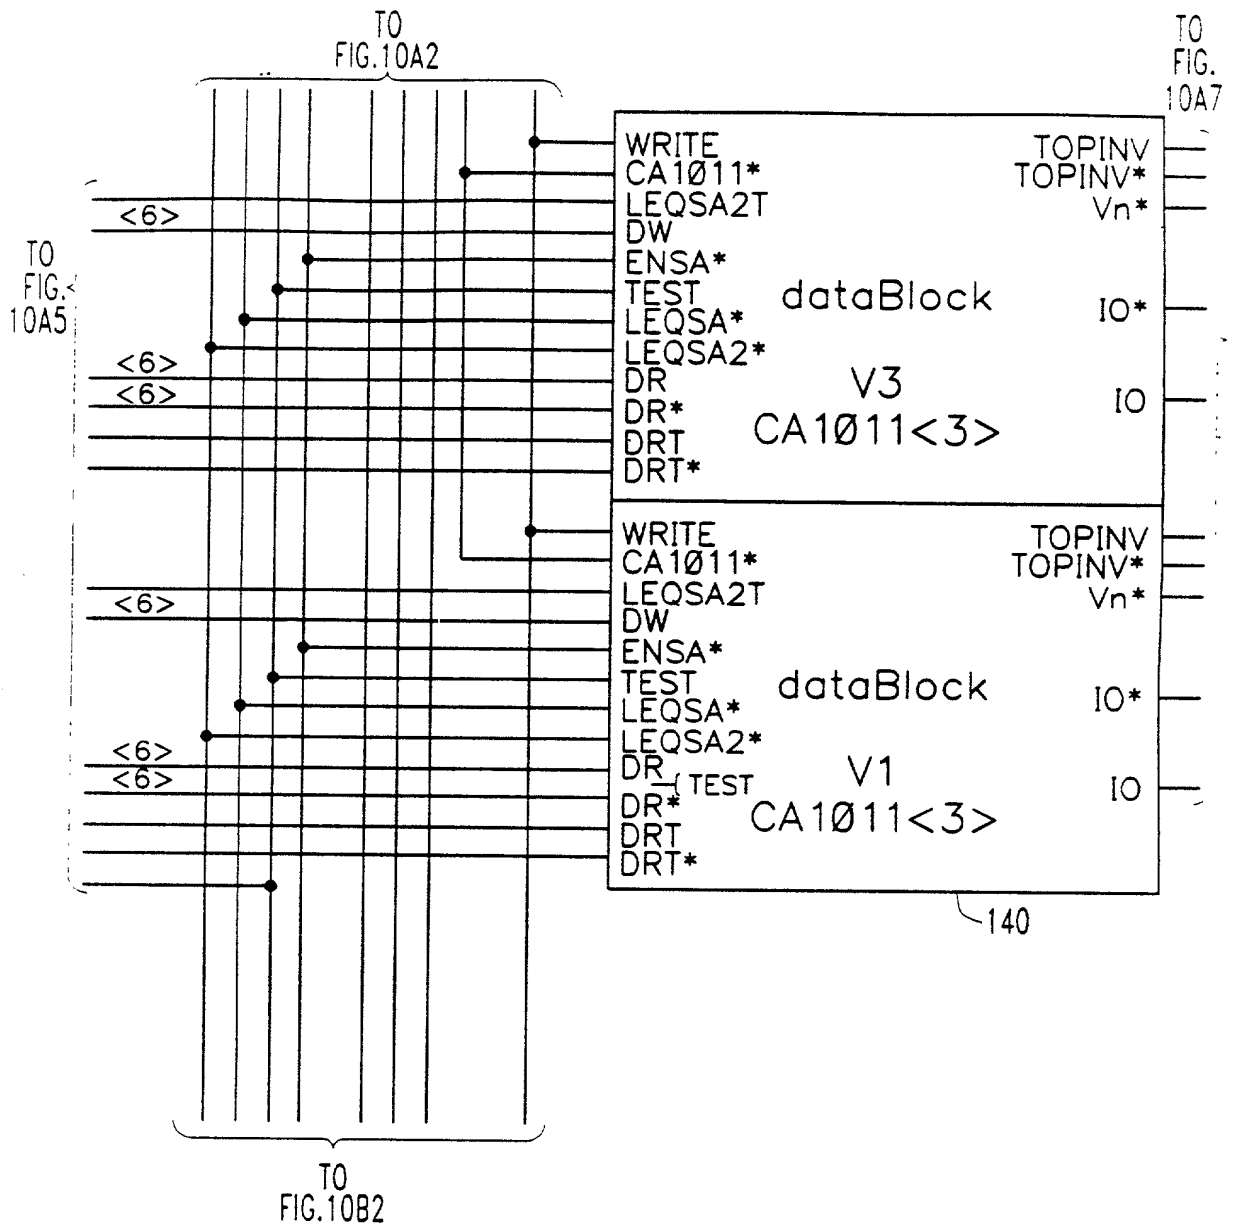 TO
FIG.10A2
TO
FIG.
10A7
TO
FIG.
10A5
<6>
<6>
<6>
WRITE
CA1Ø11*
LEQSA2T
DW
ENSA*
TEST
LEQSA*
LEQSA2*
DR
DR*
DRT
DRT*
dataBlock
V3
CA1Ø11<3>
TOPINV
TOPINV*
Vn*
IO*
IO
<6>
<6>
<6>
WRITE
CA1Ø11*
LEQSA2T
DW
ENSA*
TEST
LEQSA*
LEQSA2*
DR
TEST
DR*
DRT
DRT*
dataBlock
V1
CA1Ø11<3>
TOPINV
TOPINV*
Vn*
IO*
IO
140
TO
FIG.10B2